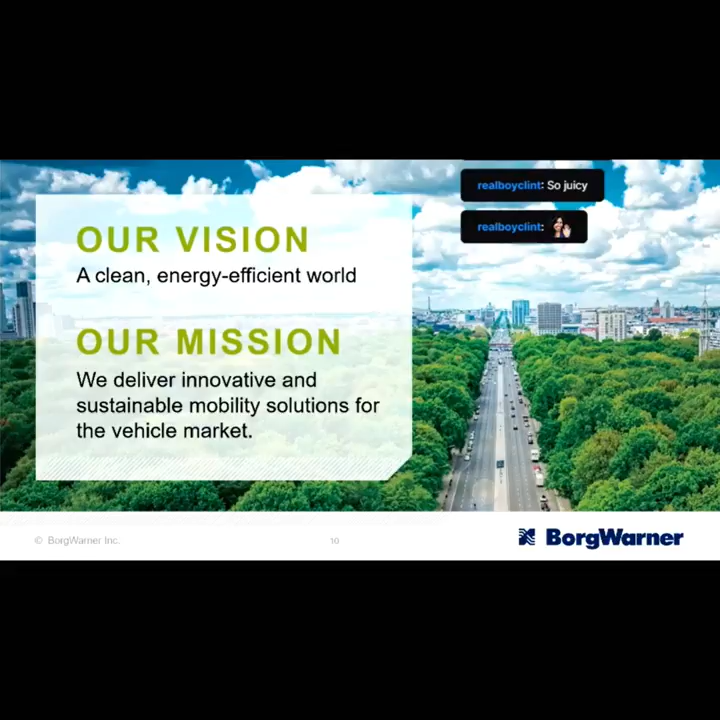 realboyclint: So juicy
realboyclint:
OUR VISION
A clean, energy-efficient world
OUR MISSION
We deliver innovative and
sustainable mobility solutions for
the vehicle market.
© BorgWarner Inc.
10
BorgWarner